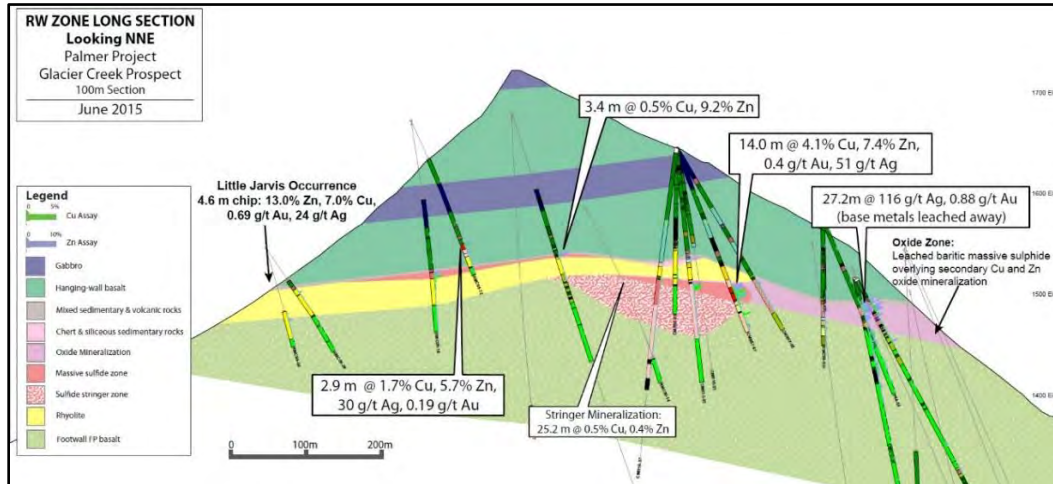 RW ZONE LONG SECTION
Looking NNE
Palmer Project
Glacier Creek Prospect
100m Section
June 2015
1700 El
3.4 m @ 0.5% Cu, 9.2% Zn
14.0 m @ 4.1% Cu, 7.4% Zn,
0.4 g/t Au, 51 g/t Ag
Little Jarvis Occurrence
4.6 m chip: 13.0% Zn, 7.0% Cu,
0.69 g/t Au, 24 g/t Ag
27.2m @ 116 g/t Ag, 0.88 g/t Au
(base metals leached away)
Oxide Zone:
Leached baritic massive sulphide
overlying secondary Cu and Zn
oxide mineralization
1500 El
Legend
0 5%
Cu Assay
0 10%
Zn Assay
Gabbro
Hanging-wall basalt
Mixed sedimentary & volcanic rocks
Chert & siliceous sedimentary rocks
Oxide Mineralization
Massive sulfide zone
Sulfide stringer zone
Rhyolite
Footwall FP basalt
2.9 m @ 1.7% Cu, 5.7% Zn,
30 g/t Ag, 0.19 g/t Au
Stringer Mineralization:
25.2 m @ 0.5% Cu, 0.4% Zn
1400 El
0 100m 200m